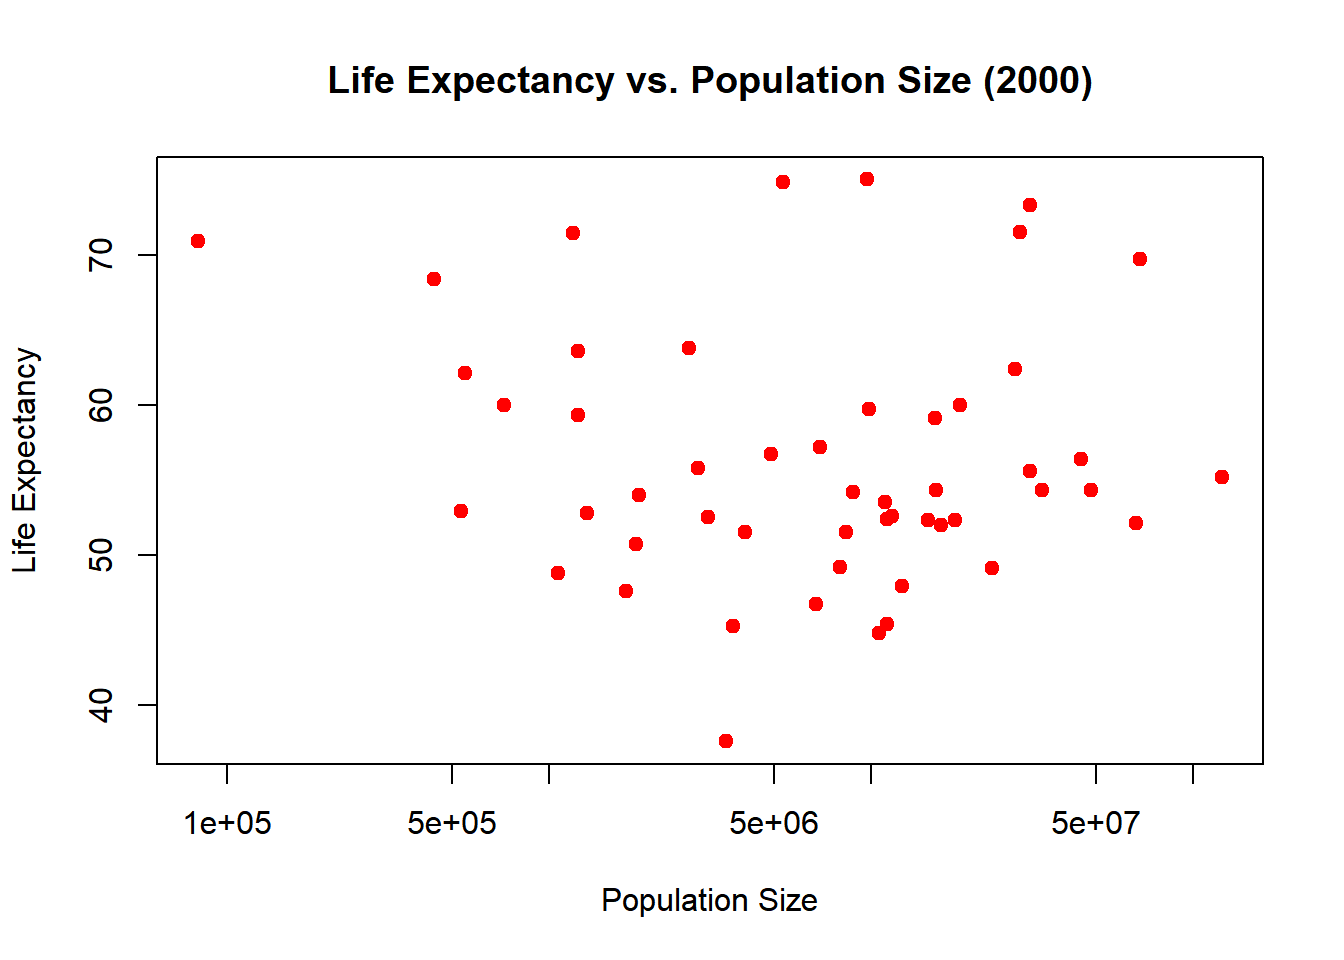 Life Expectancy vs. Population Size (2000)
Life Expectancy
70
60
50
40
1e+05 5e+05 5e+06 5e+07
Population Size